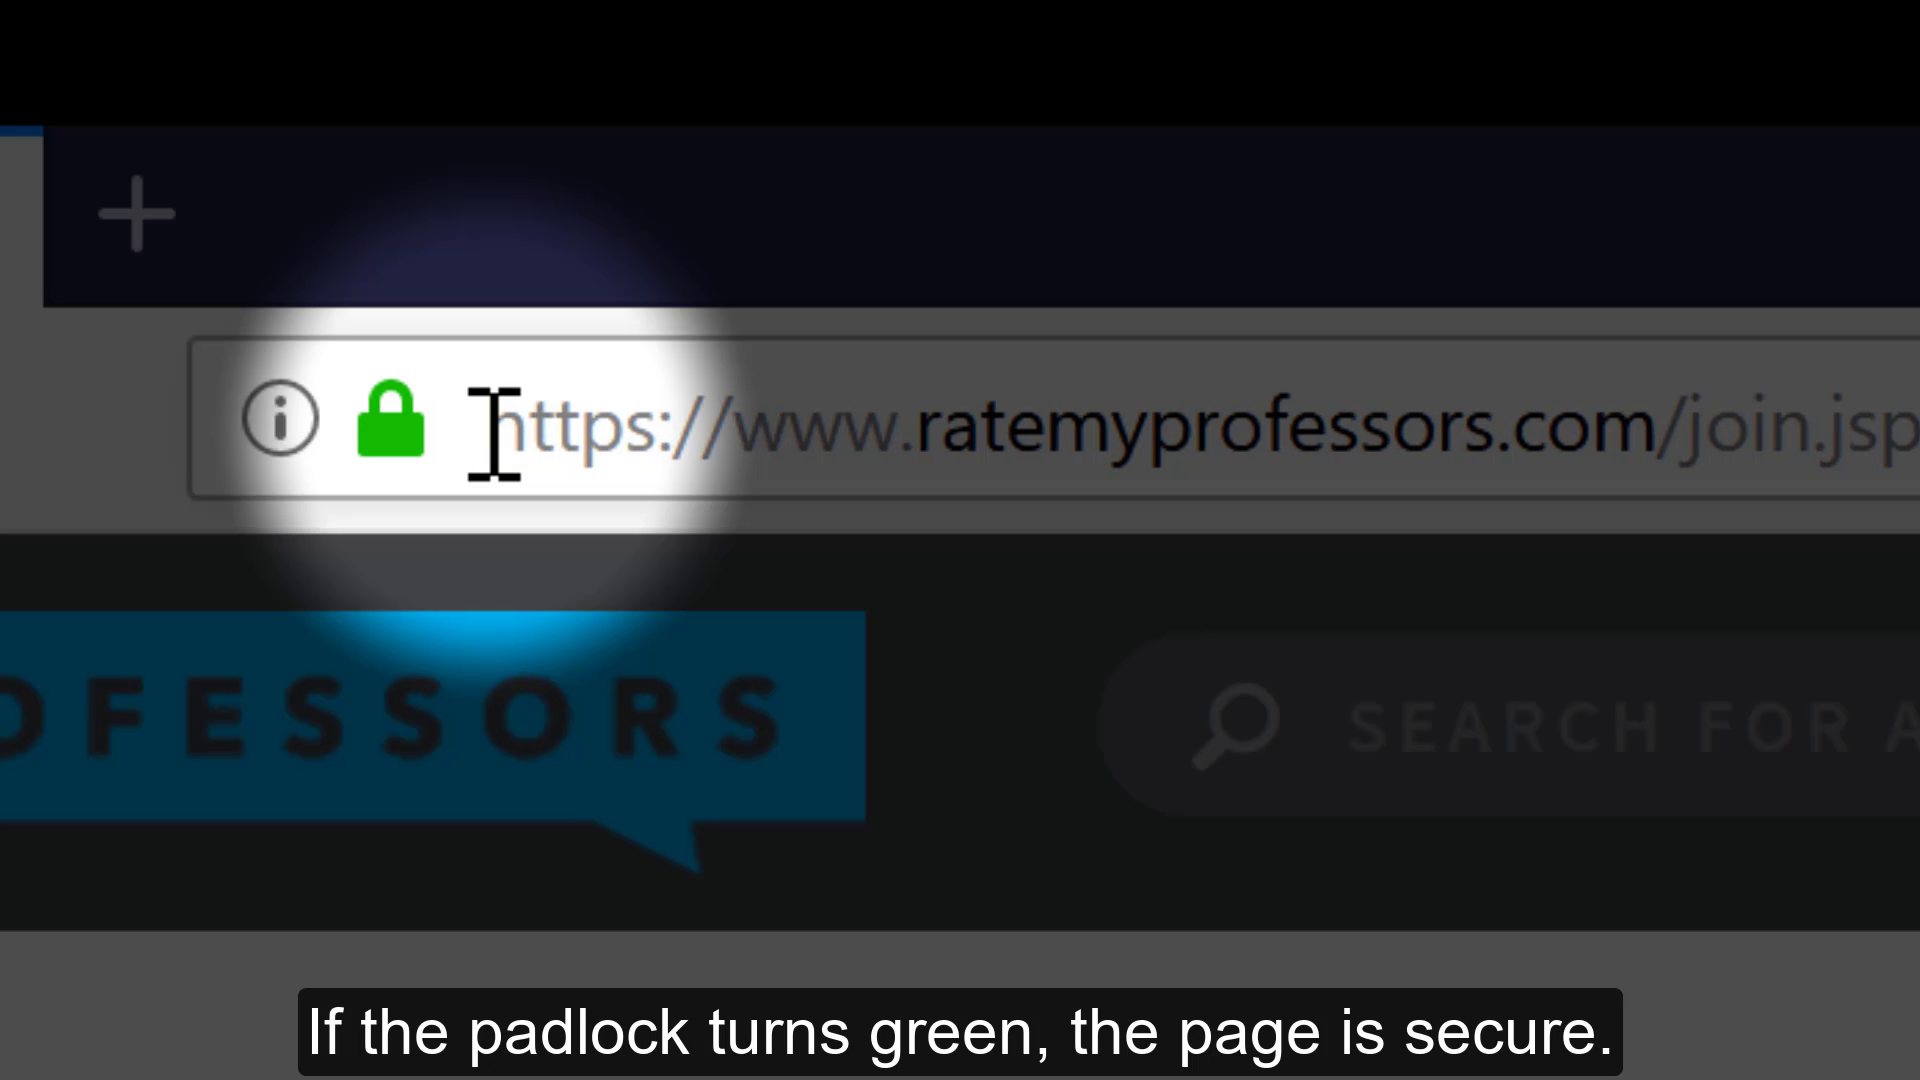 https://www.ratemyprofessors.com/join.jsp
OFESSORS
SEARCH FOR A
If the padlock turns green, the page is secure.